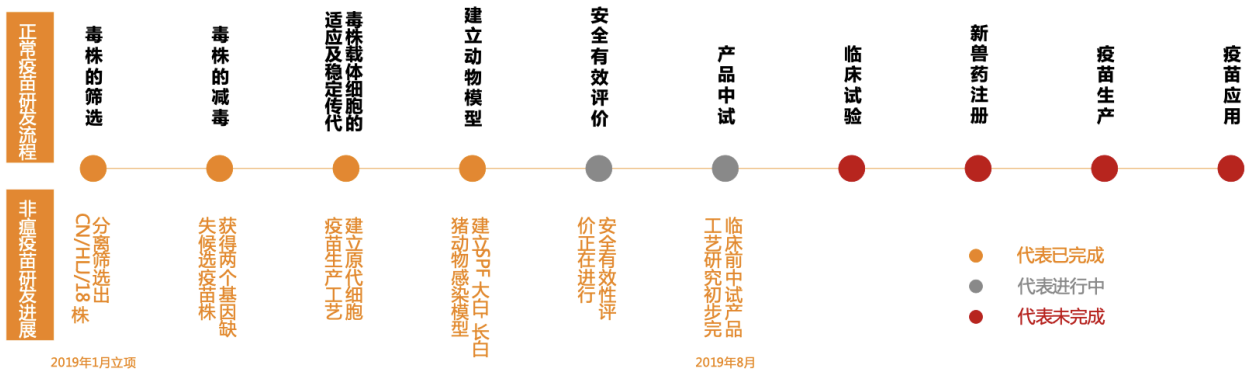 正常疫苗研发流程
毒株的筛选
毒株的减毒
毒株载体细胞的
适应及稳定传代
建立动物模型
安全有效评价
产品中试
临床试验
新兽药注册
疫苗生产
疫苗应用
非瘟疫苗研发进展
分离筛选出
CN/HLJ/18 株
获得两个基因缺
失候选疫苗株
建立原代细胞
疫苗生产工艺
建立SPF 大白 长白
猪动物感染模型
安全有效性评
价正在进行
临床前中试产品
工艺研究初步完
代表已完成
代表进行中
代表未完成
2019年1月立项
2019年8月